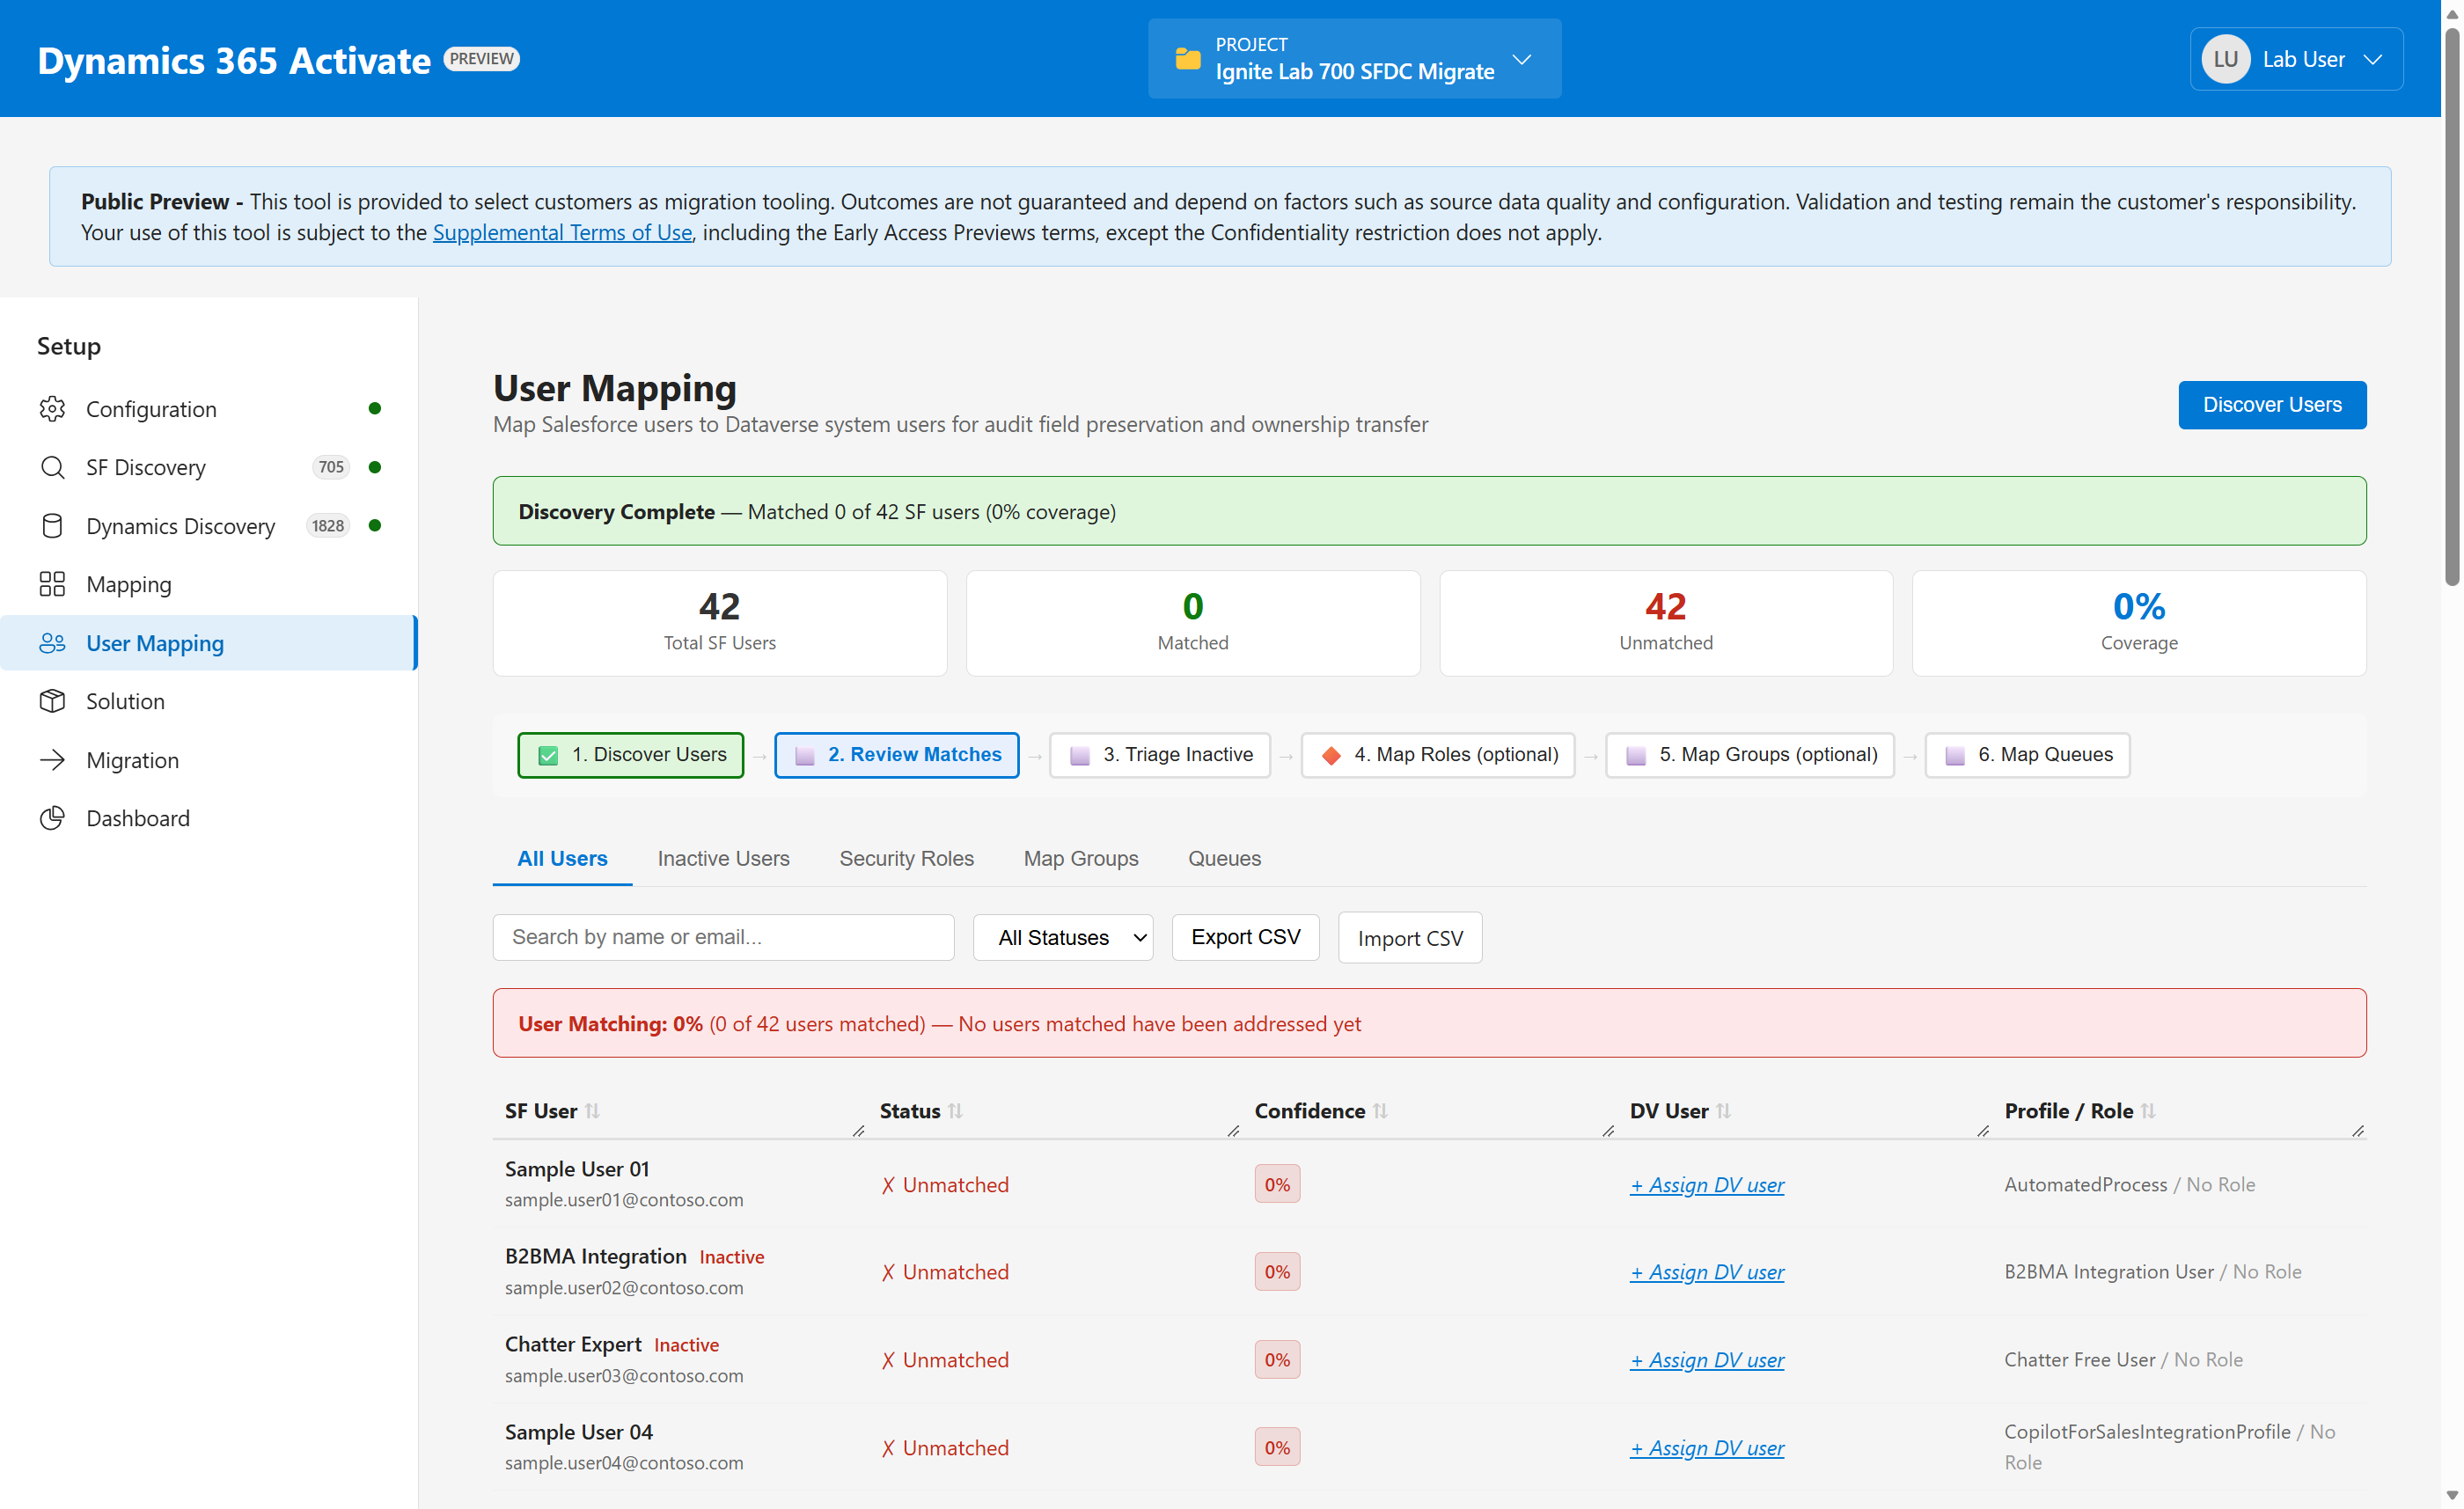 Dynamics 365 Activate PREVIEW
PROJECT
Ignite Lab 700 SFDC Migrate
LU Lab User
Public Preview - This tool is provided to select customers as migration tooling. Outcomes are not guaranteed and depend on factors such as source data quality and configuration. Validation and testing remain the customer's responsibility.
Your use of this tool is subject to the Supplemental Terms of Use, including the Early Access Previews terms, except the Confidentiality restriction does not apply.
Setup
Configuration
SF Discovery 705
Dynamics Discovery 1828
Mapping
User Mapping
Solution
Migration
Dashboard
User Mapping
Map Salesforce users to Dataverse system users for audit field preservation and ownership transfer
Discover Users
Discovery Complete — Matched 0 of 42 SF users (0% coverage)
42
Total SF Users
0
Matched
42
Unmatched
0%
Coverage
1. Discover Users → 2. Review Matches → 3. Triage Inactive → 4. Map Roles (optional) → 5. Map Groups (optional) → 6. Map Queues
All Users Inactive Users Security Roles Map Groups Queues
Search by name or email... All Statuses Export CSV Import CSV
User Matching: 0% (0 of 42 users matched) — No users matched have been addressed yet
SF User Status Confidence DV User Profile / Role
Sample User 01
sample.user01@contoso.com
✗ Unmatched 0% + Assign DV user AutomatedProcess / No Role
B2BMA Integration Inactive
sample.user02@contoso.com
✗ Unmatched 0% + Assign DV user B2BMA Integration User / No Role
Chatter Expert Inactive
sample.user03@contoso.com
✗ Unmatched 0% + Assign DV user Chatter Free User / No Role
Sample User 04
sample.user04@contoso.com
✗ Unmatched 0% + Assign DV user CopilotForSalesIntegrationProfile / No
Role